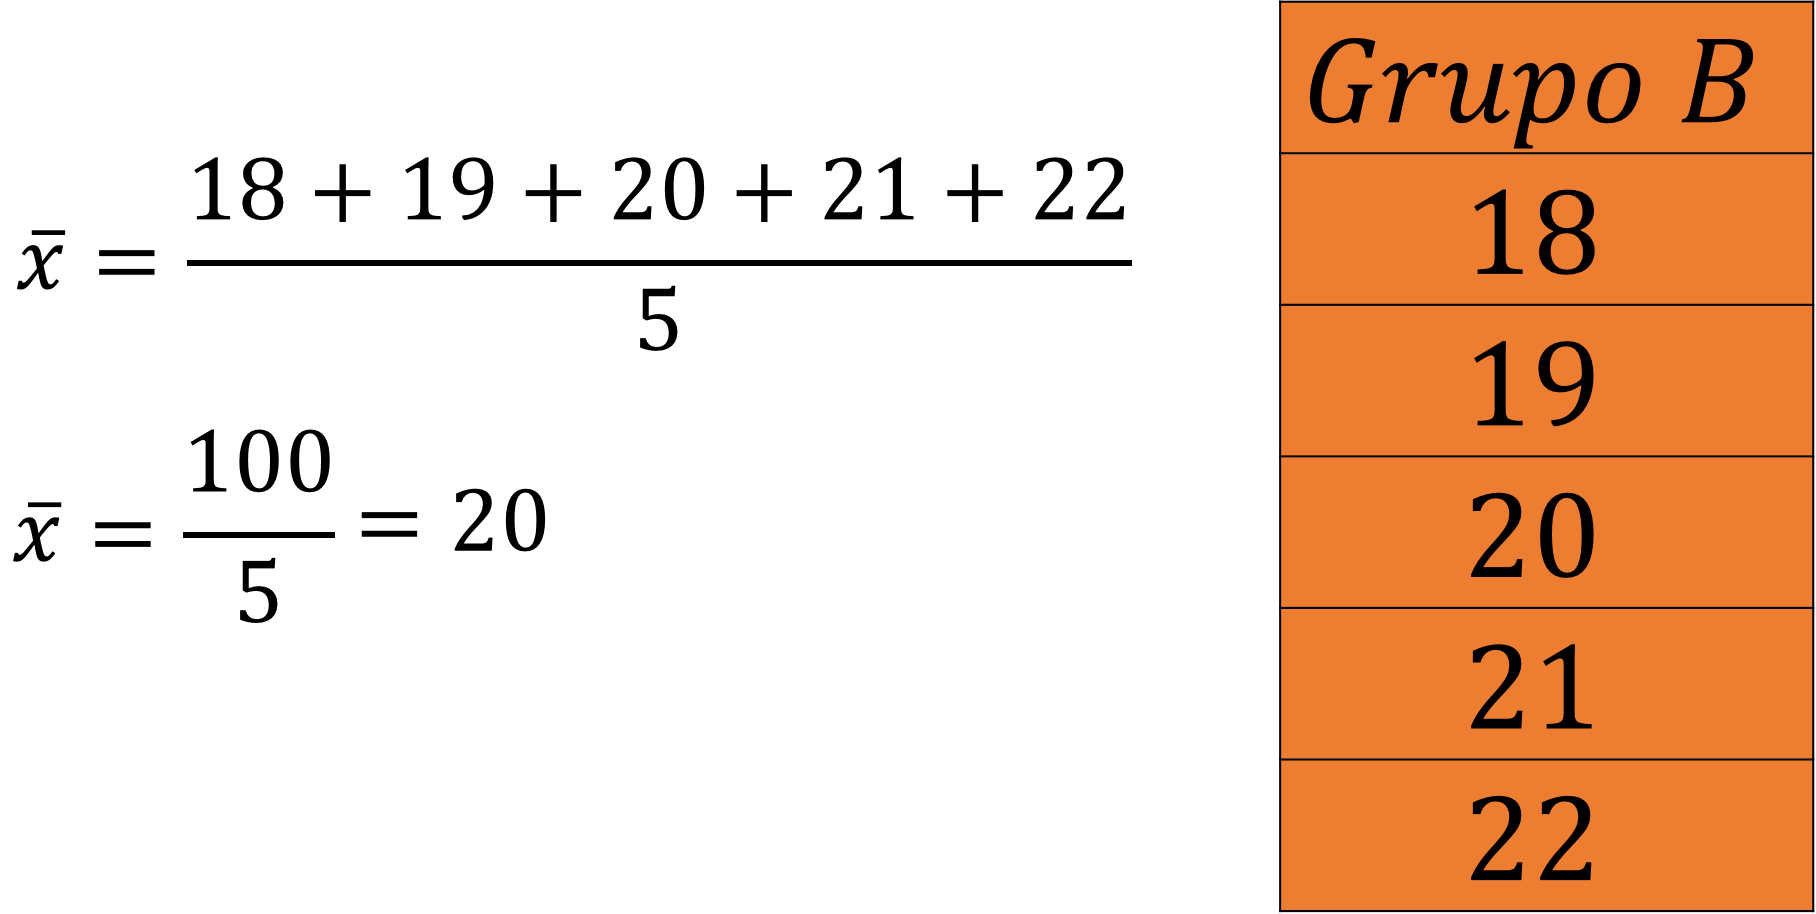 x̄ = (18 + 19 + 20 + 21 + 22) / 5
x̄ = 100 / 5 = 20
Grupo B
18
19
20
21
22